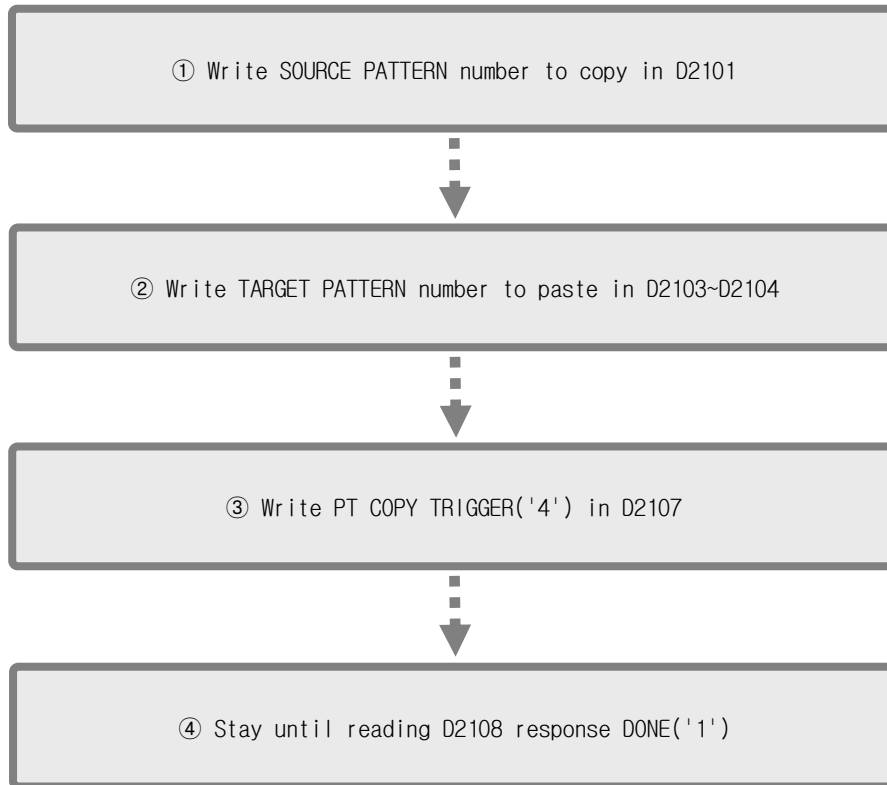 ① Write SOURCE PATTERN number to copy in D2101
② Write TARGET PATTERN number to paste in D2103~D2104
③ Write PT COPY TRIGGER('4') in D2107
④ Stay until reading D2108 response DONE('1')